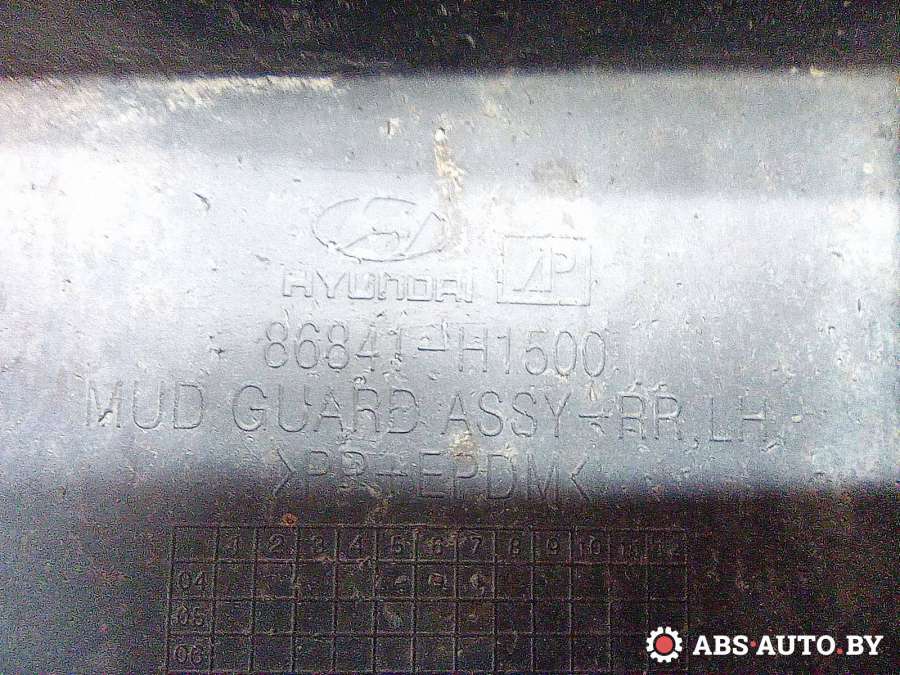 HYUNDAI AP
86841-H1500
MUD GUARD ASSY-RR,LH
>PP+EPDM<
1 2 3 4 5 6 7 8 9 10 11 12
04
05
06
ABS-AUTO.BY